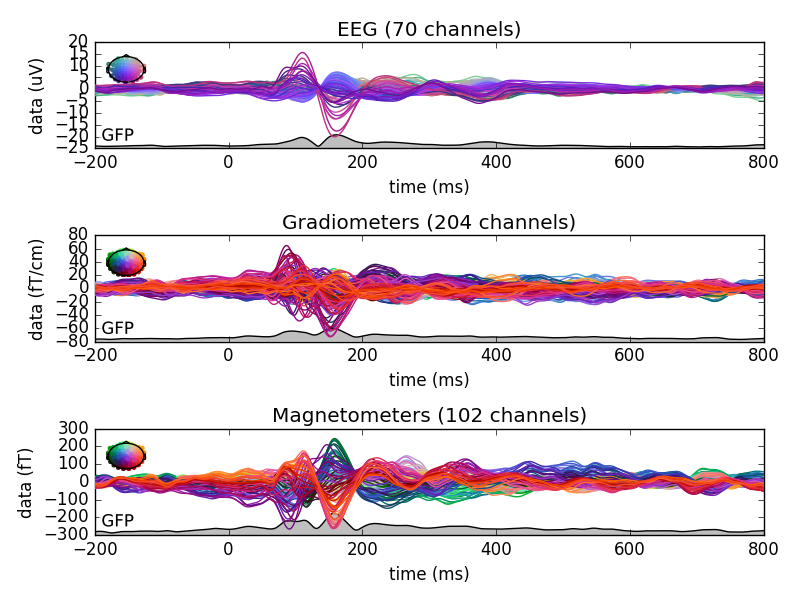 EEG (70 channels)
20
15
10
5
0
−5
−10
−15
−20
−25
data (uV)
GFP
−200 0 200 400 600 800
time (ms)
Gradiometers (204 channels)
80
60
40
20
0
−20
−40
−60
−80
data (fT/cm)
GFP
−200 0 200 400 600 800
time (ms)
Magnetometers (102 channels)
300
200
100
0
−100
−200
−300
data (fT)
GFP
−200 0 200 400 600 800
time (ms)